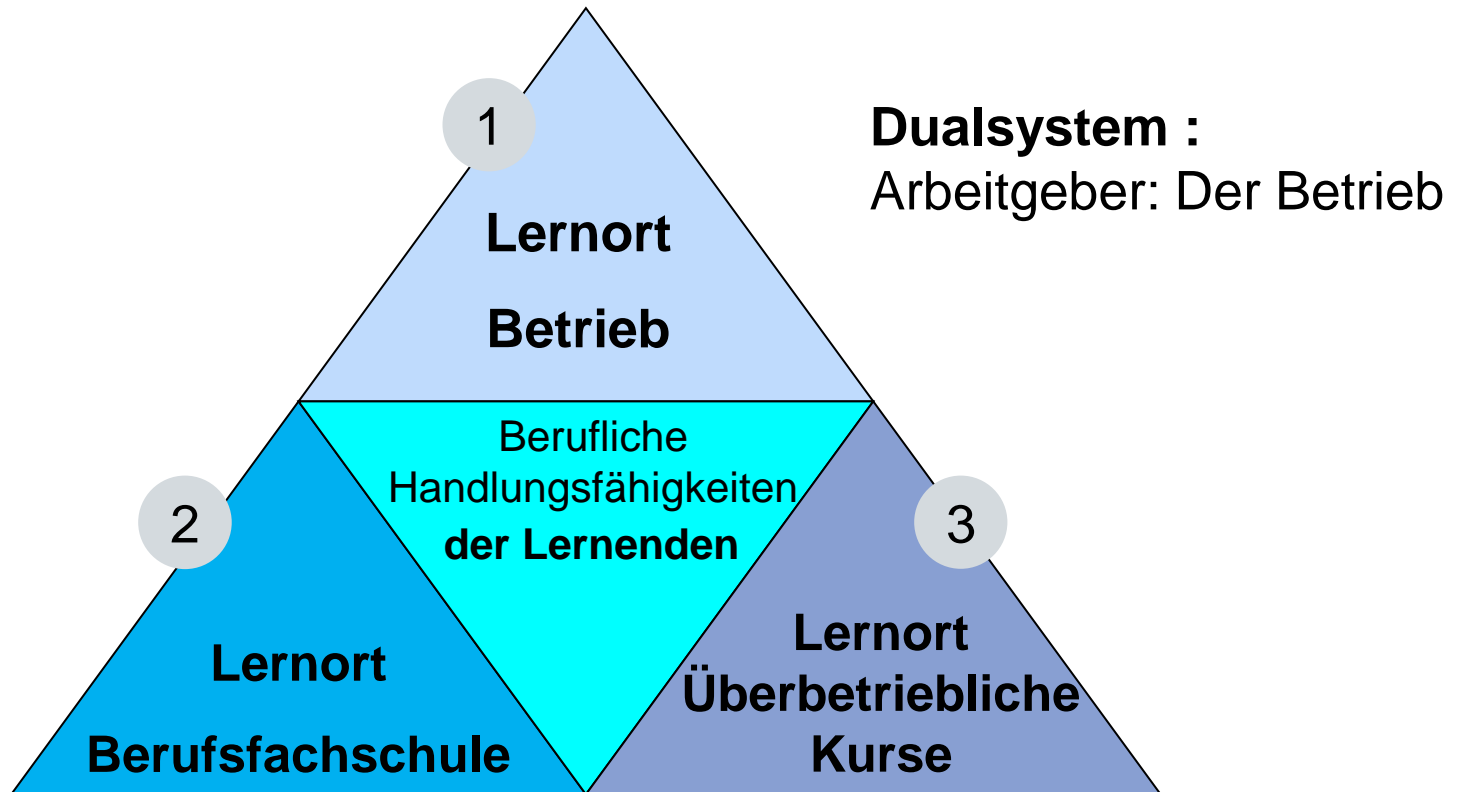 1
Dualsystem :
Arbeitgeber: Der Betrieb
Lernort
Betrieb
Berufliche
Handlungsfähigkeiten
der Lernenden
2
Lernort
Berufsfachschule
3
Lernort
Überbetriebliche
Kurse